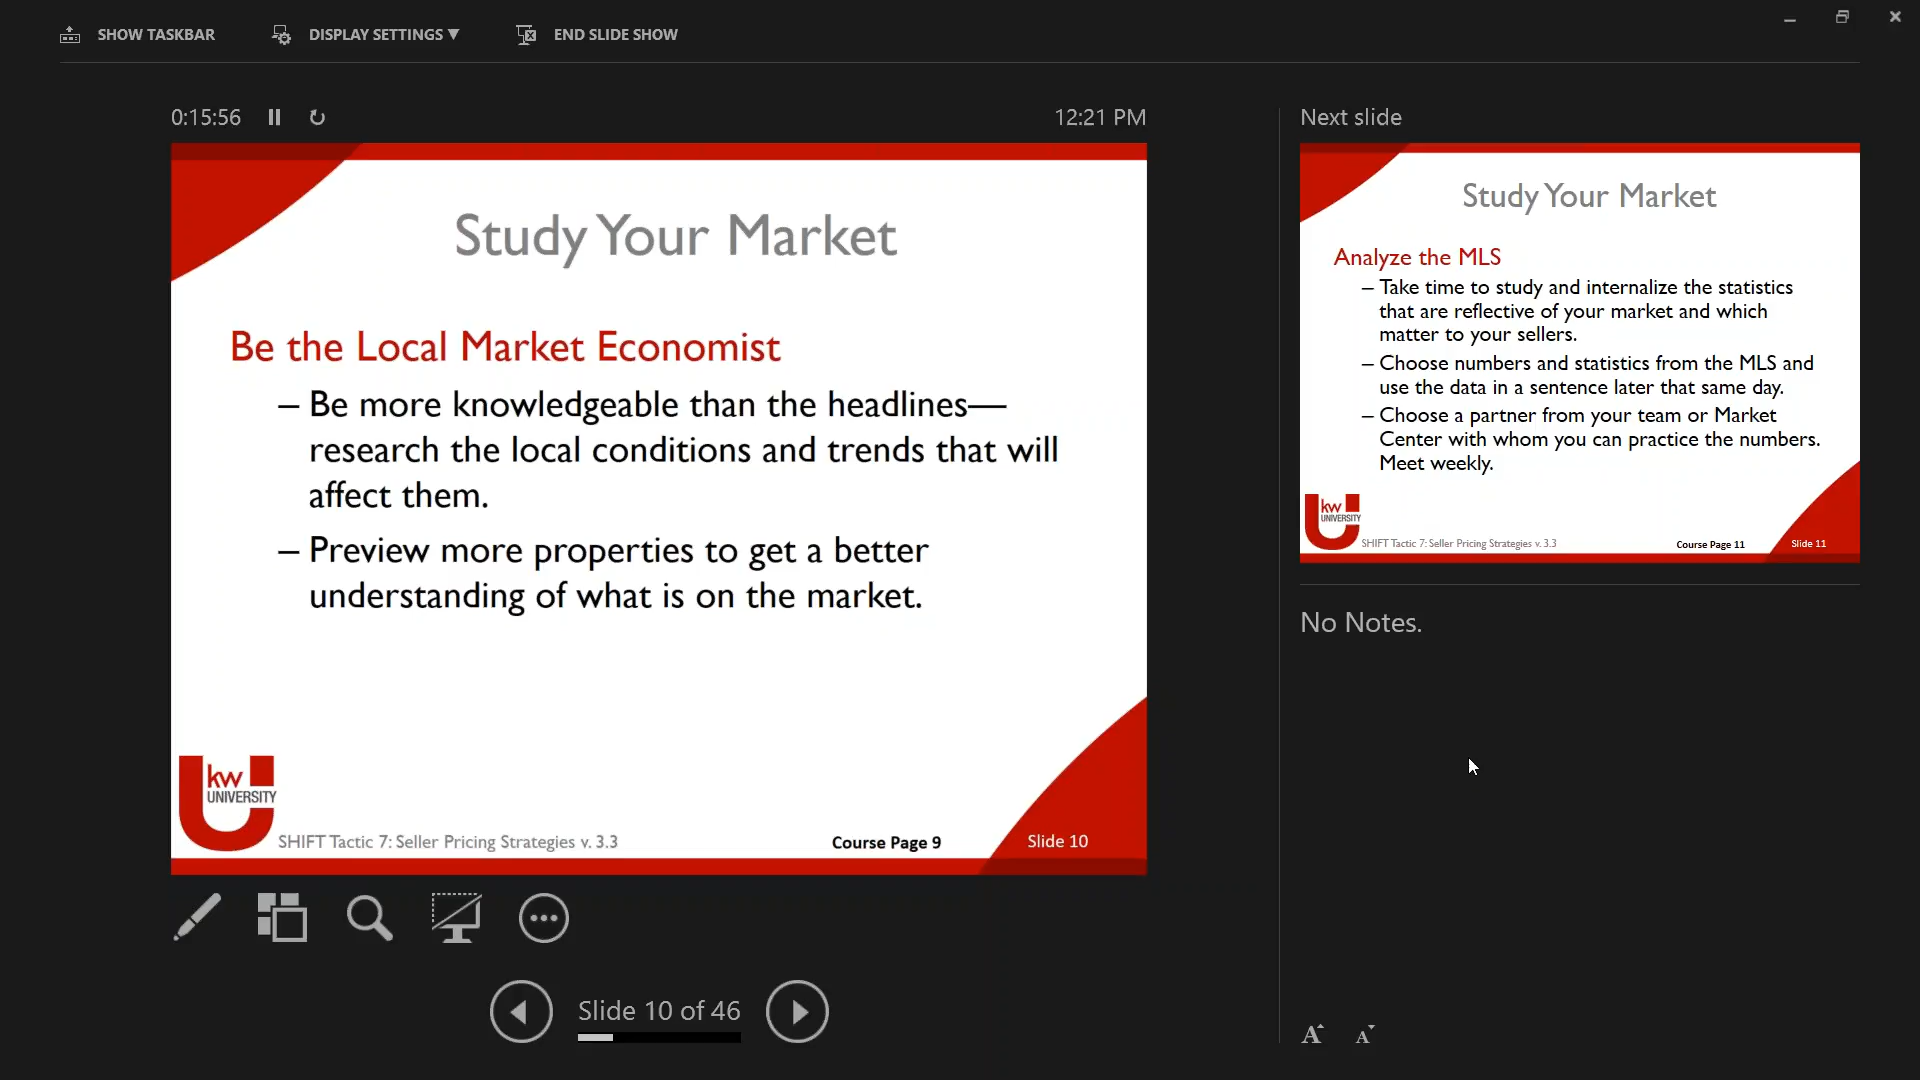 SHOW TASKBAR
DISPLAY SETTINGS ▼
END SLIDE SHOW
0:15:56
12:21 PM
Study Your Market
Be the Local Market Economist
– Be more knowledgeable than the headlines—
research the local conditions and trends that will
affect them.
– Preview more properties to get a better
understanding of what is on the market.
kw
UNIVERSITY
SHIFT Tactic 7: Seller Pricing Strategies v. 3.3
Course Page 9
Slide 10
Slide 10 of 46
Next slide
Study Your Market
Analyze the MLS
– Take time to study and internalize the statistics
that are reflective of your market and which
matter to your sellers.
– Choose numbers and statistics from the MLS and
use the data in a sentence later that same day.
– Choose a partner from your team or Market
Center with whom you can practice the numbers.
Meet weekly.
kw
UNIVERSITY
SHIFT Tactic 7: Seller Pricing Strategies v. 3.3
Course Page 11
Slide 11
No Notes.
A A